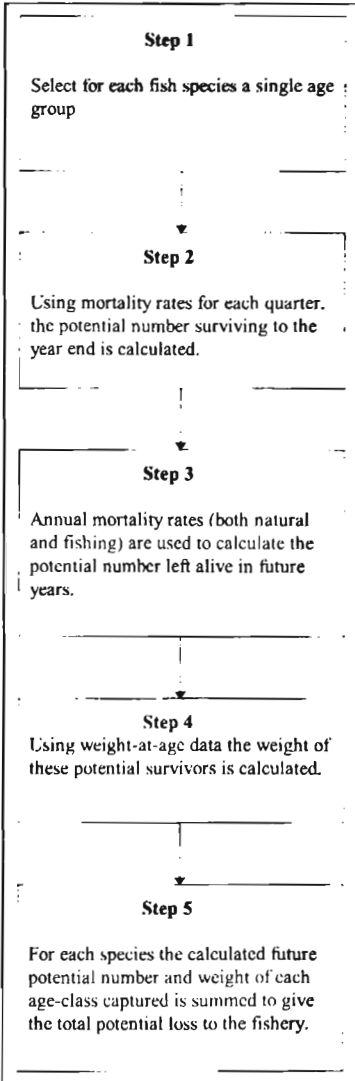 Step 1
Select for each fish species a single age
group
Step 2
Using mortality rates for each quarter,
the potential number surviving to the
year end is calculated.
Step 3
Annual mortality rates (both natural
and fishing) are used to calculate the
potential number left alive in future
years.
Step 4
Using weight-at-age data the weight of
these potential survivors is calculated.
Step 5
For each species the calculated future
potential number and weight of each
age-class captured is summed to give
the total potential loss to the fishery.